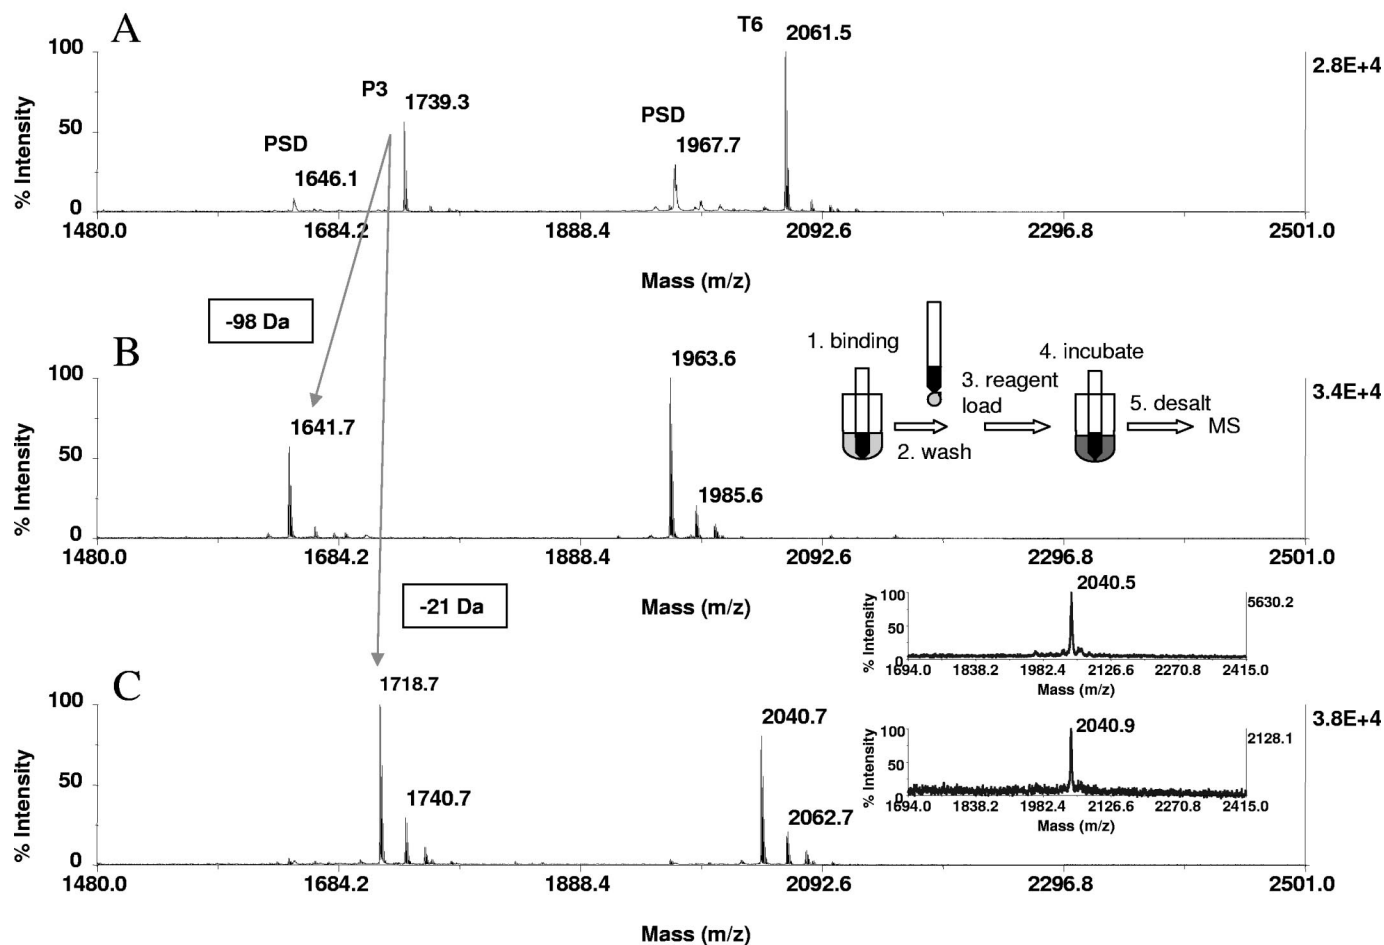 A
T6
2061.5
100
2.8E+4
P3
1739.3
PSD
1646.1
PSD
1967.7
50
0
% Intensity
1480.0 1684.2 1888.4 2092.6 2296.8 2501.0
Mass (m/z)
-98 Da
B
1963.6
100
3.4E+4
1641.7
50
1985.6
0
% Intensity
1480.0 1684.2 1888.4 2092.6 2296.8 2501.0
Mass (m/z)
1. binding
2. wash
3. reagent
load
4. incubate
5. desalt
MS
-21 Da
C
1718.7
100
3.8E+4
2040.7
1740.7
2062.7
50
0
% Intensity
1480.0 1684.2 1888.4 2092.6 2296.8 2501.0
Mass (m/z)
2040.5
100
5630.2
50
0
% Intensity
1694.0 1838.2 1982.4 2126.6 2270.8 2415.0
Mass (m/z)
2040.9
100
2128.1
50
0
% Intensity
1694.0 1838.2 1982.4 2126.6 2270.8 2415.0
Mass (m/z)